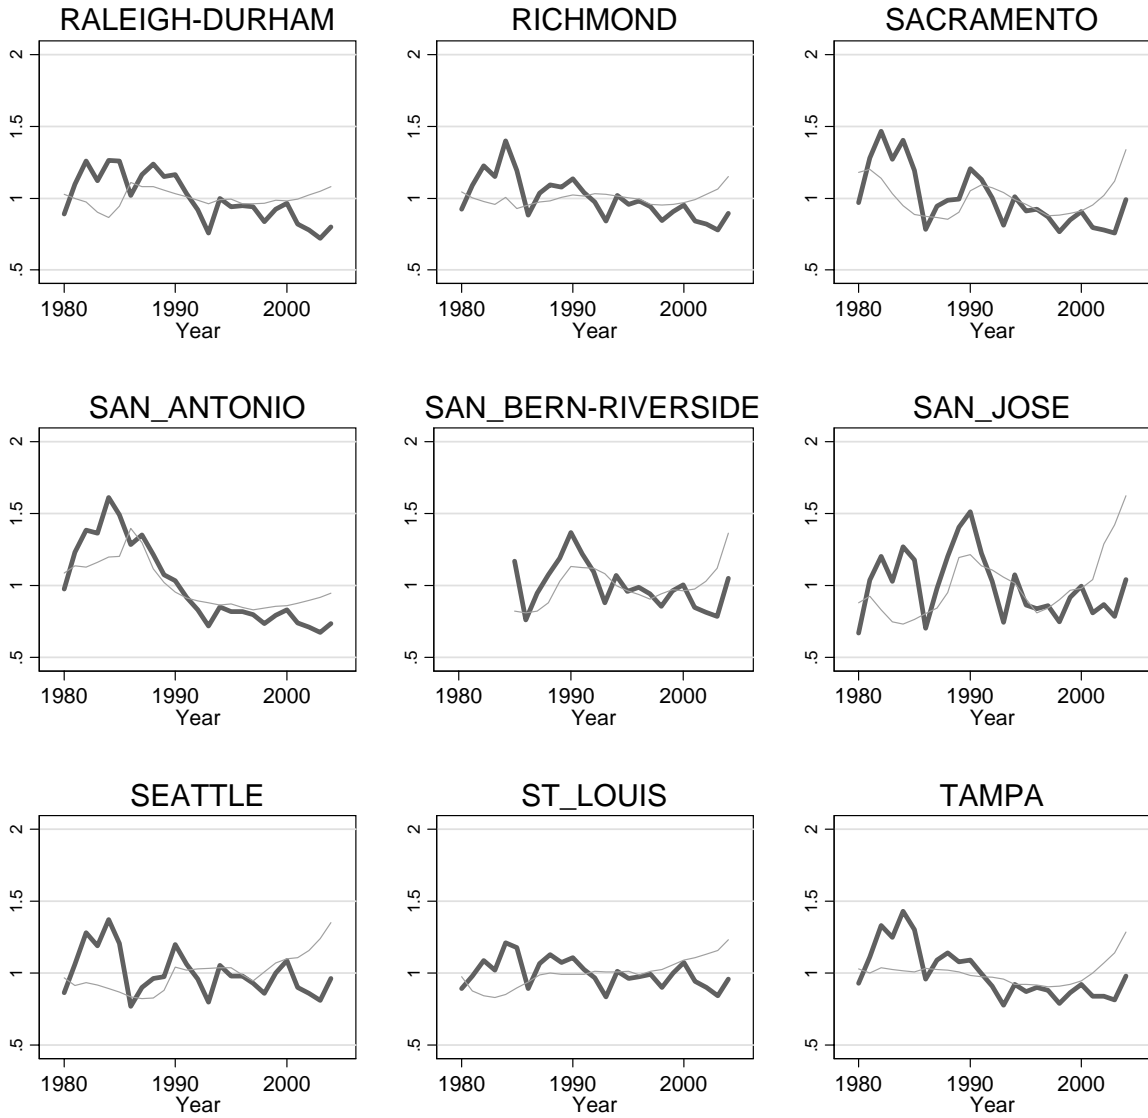 RALEIGH-DURHAM RICHMOND SACRAMENTO
2 2 2
1.5 1.5 1.5
1 1 1
.5 .5 .5
1980 1990 2000 1980 1990 2000 1980 1990 2000
Year Year Year
SAN_ANTONIO SAN_BERN-RIVERSIDE SAN_JOSE
2 2 2
1.5 1.5 1.5
1 1 1
.5 .5 .5
1980 1990 2000 1980 1990 2000 1980 1990 2000
Year Year Year
SEATTLE ST_LOUIS TAMPA
2 2 2
1.5 1.5 1.5
1 1 1
.5 .5 .5
1980 1990 2000 1980 1990 2000 1980 1990 2000
Year Year Year